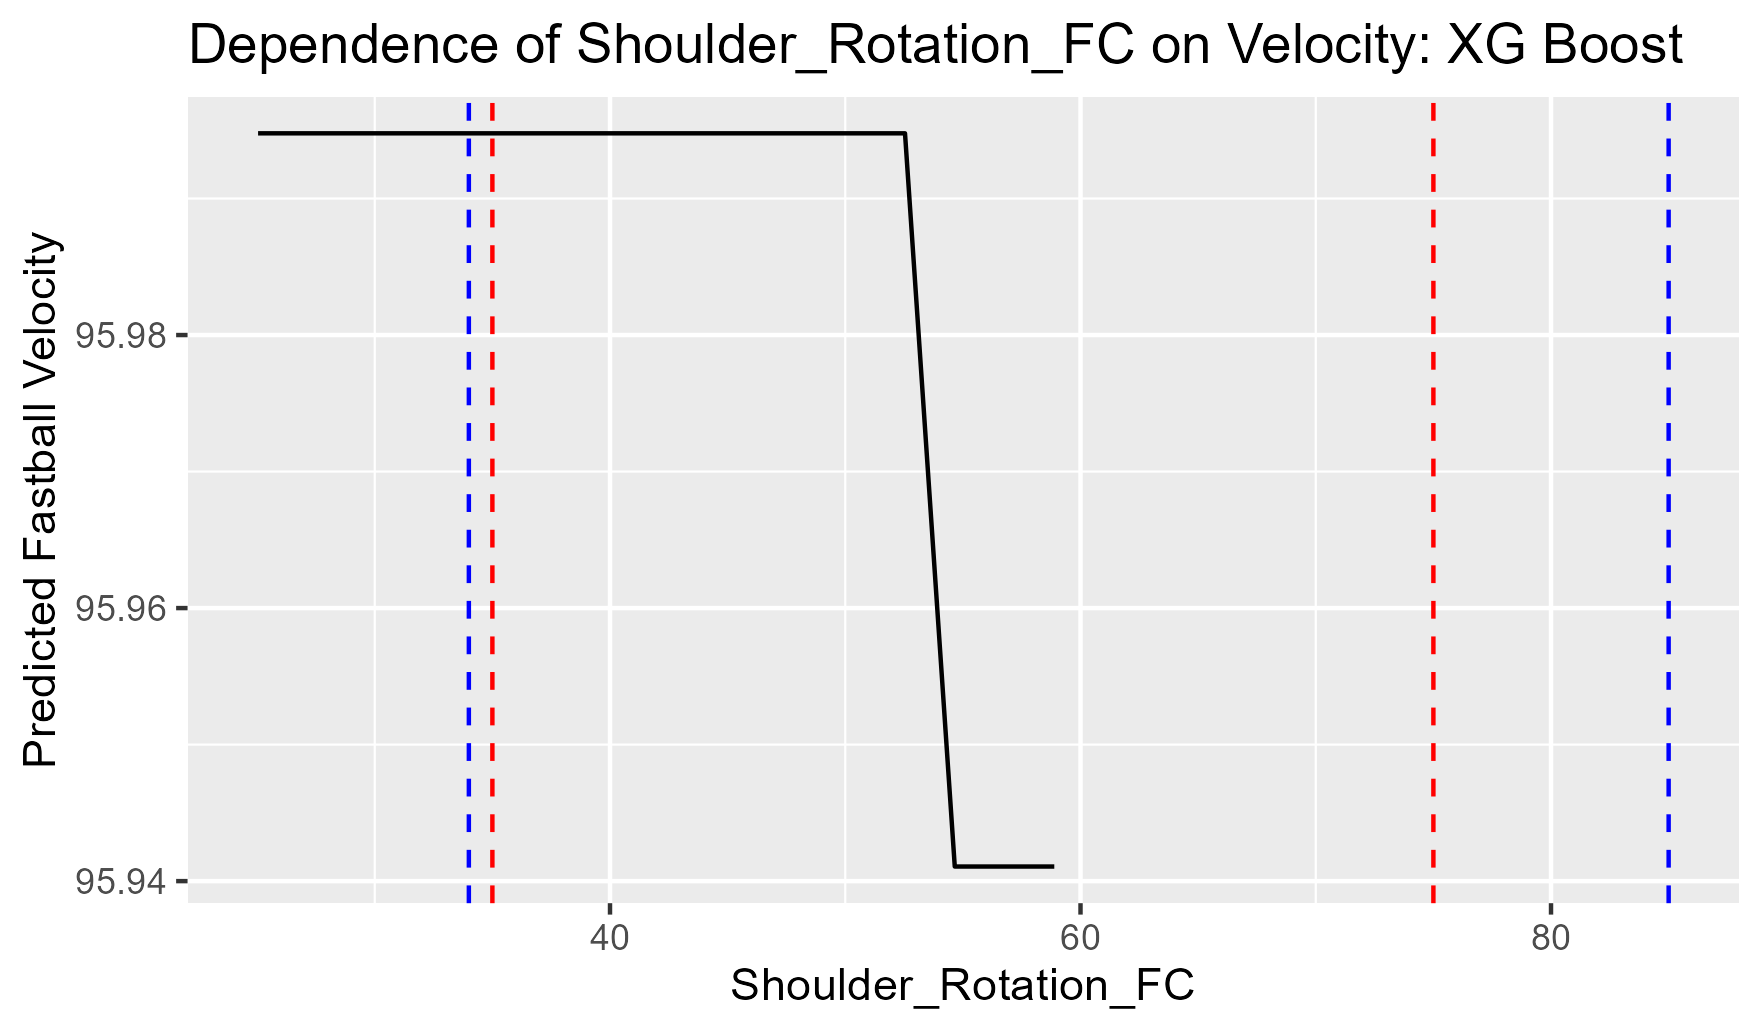 Dependence of Shoulder_Rotation_FC on Velocity: XG Boost
Predicted Fastball Velocity
95.98
95.96
95.94
40 60 80
Shoulder_Rotation_FC